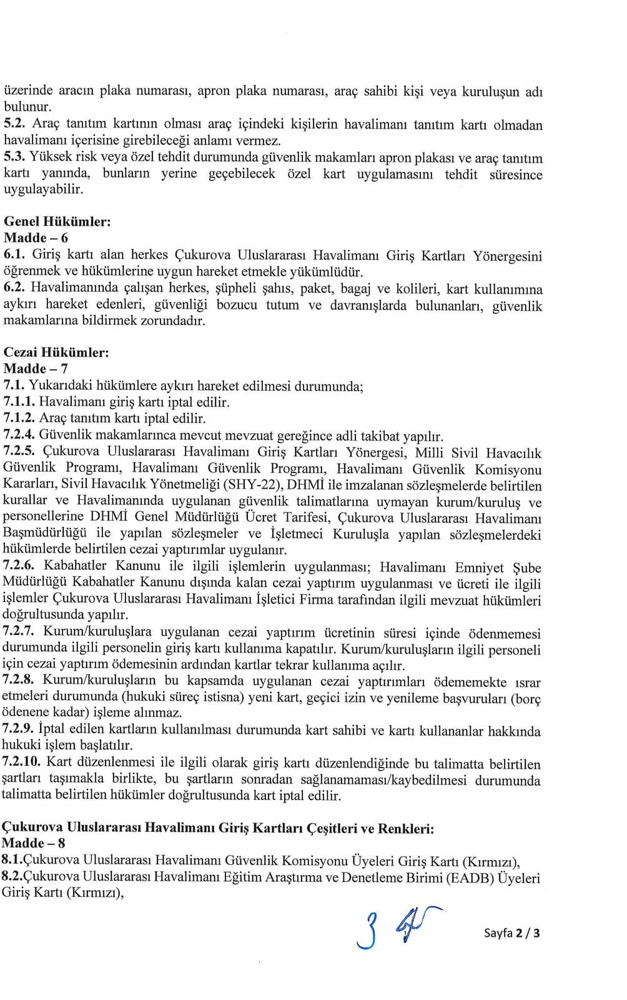 üzerinde aracın plaka numarası, apron plaka numarası, araç sahibi kişi veya kuruluşun adı
bulunur.
5.2. Araç tanıtım kartının olması araç içindeki kişilerin havalimanı tanıtım kartı olmadan
havalimanı içerisine girebileceği anlamı vermez.
5.3. Yüksek risk veya özel tehdit durumunda güvenlik makamları apron plakası ve araç tanıtım
kartı yanında, bunların yerine geçebilecek özel kart uygulamasını tehdit süresince
uygulayabilir.
Genel Hükümler:
Madde – 6
6.1. Giriş kartı alan herkes Çukurova Uluslararası Havalimanı Giriş Kartları Yönergesini
öğrenmek ve hükümlerine uygun hareket etmekle yükümlüdür.
6.2. Havalimanında çalışan herkes, şüpheli şahıs, paket, bagaj ve kolileri, kart kullanımına
aykırı hareket edenleri, güvenliği bozucu tutum ve davranışlarda bulunanları, güvenlik
makamlarına bildirmek zorundadır.
Cezai Hükümler:
Madde – 7
7.1. Yukarıdaki hükümlere aykırı hareket edilmesi durumunda;
7.1.1. Havalimanı giriş kartı iptal edilir.
7.1.2. Araç tanıtım kartı iptal edilir.
7.2.4. Güvenlik makamlarınca mevcut mevzuat gereğince adli takibat yapılır.
7.2.5. Çukurova Uluslararası Havalimanı Giriş Kartları Yönergesi, Milli Sivil Havacılık
Güvenlik Programı, Havalimanı Güvenlik Programı, Havalimanı Güvenlik Komisyonu
Kararları, Sivil Havacılık Yönetmeliği (SHY-22), DHMİ ile imzalanan sözleşmelerde belirtilen
kurallar ve Havalimanında uygulanan güvenlik talimatlarına uymayan kurum/kuruluş ve
personellerine DHMİ Genel Müdürlüğü Ücret Tarifesi, Çukurova Uluslararası Havalimanı
Başmüdürlüğü ile yapılan sözleşmeler ve İşletmeci Kuruluşla yapılan sözleşmelerdeki
hükümlerde belirtilen cezai yaptırımlar uygulanır.
7.2.6. Kabahatler Kanunu ile ilgili işlemlerin uygulanması; Havalimanı Emniyet Şube
Müdürlüğü Kabahatler Kanunu dışında kalan cezai yaptırım uygulanması ve ücreti ile ilgili
işlemler Çukurova Uluslararası Havalimanı İşletici Firma tarafından ilgili mevzuat hükümleri
doğrultusunda yapılır.
7.2.7. Kurum/kuruluşlara uygulanan cezai yaptırım ücretinin süresi içinde ödenmemesi
durumunda ilgili personelin giriş kartı kullanıma kapatılır. Kurum/kuruluşların ilgili personeli
için cezai yaptırım ödemesinin ardından kartlar tekrar kullanıma açılır.
7.2.8. Kurum/kuruluşların bu kapsamda uygulanan cezai yaptırımları ödememekte ısrar
etmeleri durumunda (hukuki süreç istisna) yeni kart, geçici izin ve yenileme başvuruları (borç
ödenene kadar) işleme alınmaz.
7.2.9. İptal edilen kartların kullanılması durumunda kart sahibi ve kartı kullananlar hakkında
hukuki işlem başlatılır.
7.2.10. Kart düzenlenmesi ile ilgili olarak giriş kartı düzenlendiğinde bu talimatta belirtilen
şartları taşımakla birlikte, bu şartların sonradan sağlanamaması/kaybedilmesi durumunda
talimatta belirtilen hükümler doğrultusunda kart iptal edilir.
Çukurova Uluslararası Havalimanı Giriş Kartları Çeşitleri ve Renkleri:
Madde – 8
8.1.Çukurova Uluslararası Havalimanı Güvenlik Komisyonu Üyeleri Giriş Kartı (Kırmızı),
8.2.Çukurova Uluslararası Havalimanı Eğitim Araştırma ve Denetleme Birimi (EADB) Üyeleri
Giriş Kartı (Kırmızı),
Sayfa 2 / 3